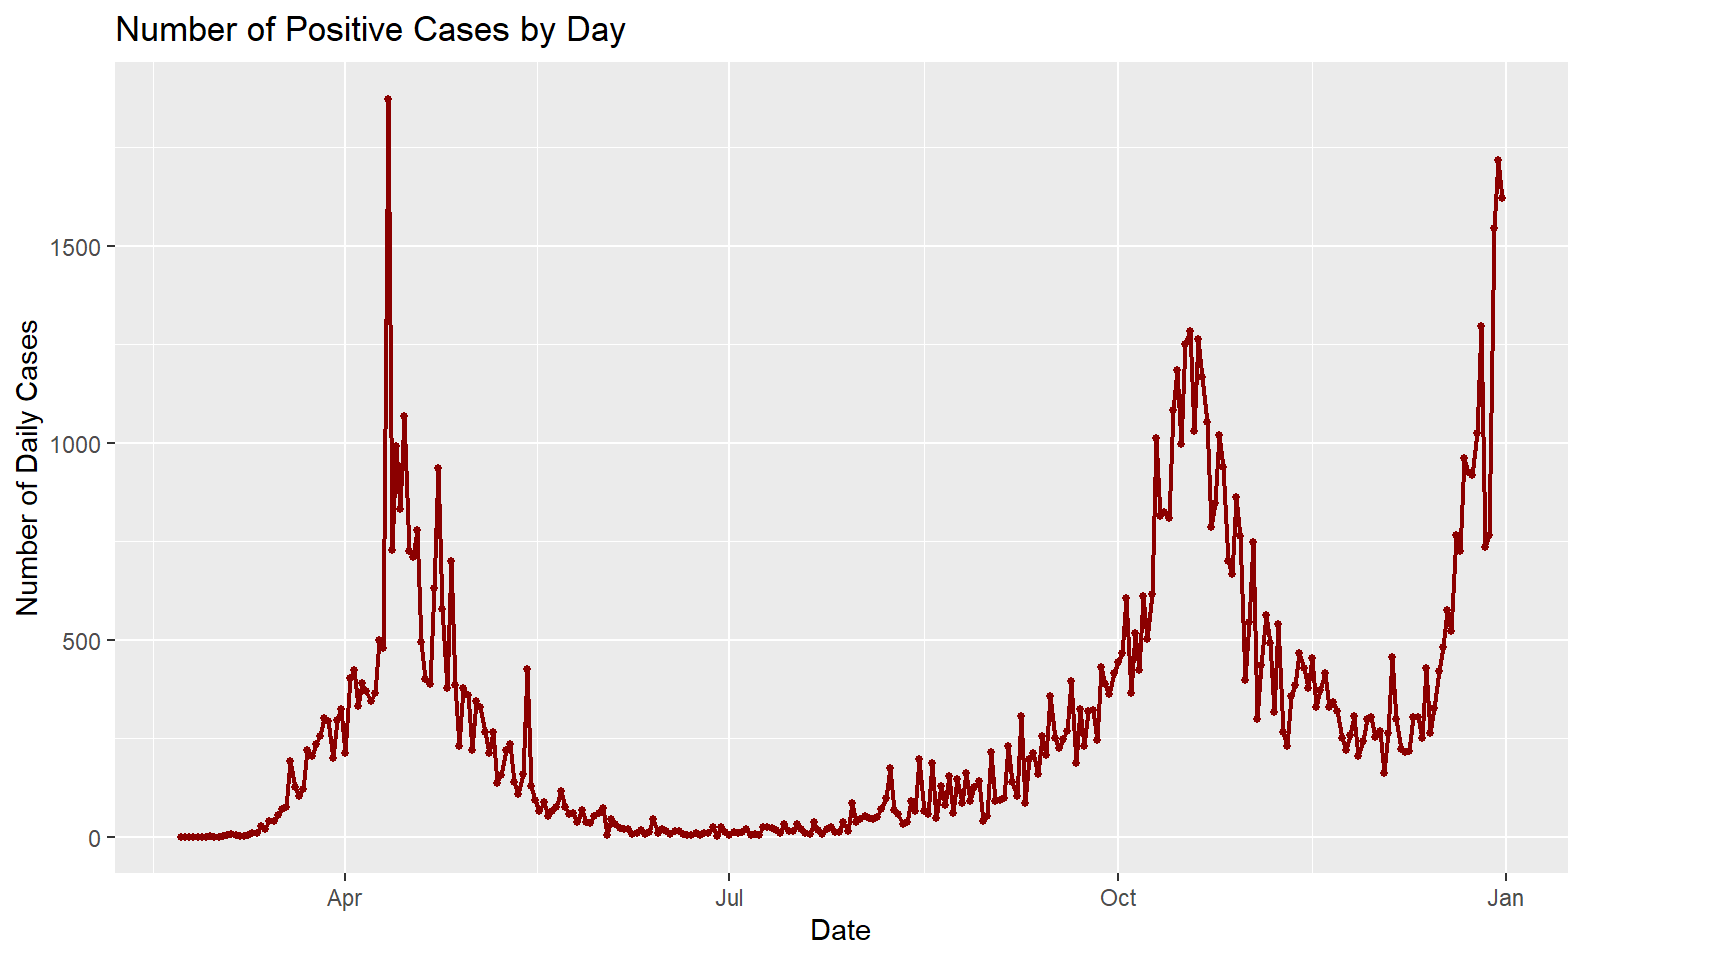 Number of Positive Cases by Day
Number of Daily Cases
1500
1000
500
0
Apr
Jul
Oct
Jan
Date